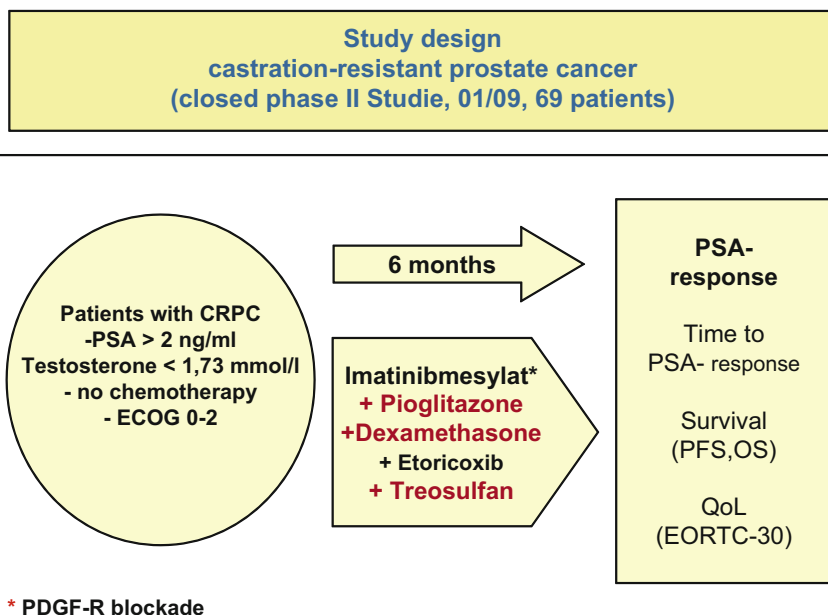 Study design
castration-resistant prostate cancer
(closed phase II Studie, 01/09, 69 patients)
Patients with CRPC
-PSA > 2 ng/ml
Testosterone < 1,73 mmol/l
- no chemotherapy
- ECOG 0-2
6 months
Imatinibmesylat*
+ Pioglitazone
+Dexamethasone
+ Etoricoxib
+ Treosulfan
PSA-
response
Time to
PSA- response
Survival
(PFS,OS)
QoL
(EORTC-30)
* PDGF-R blockade